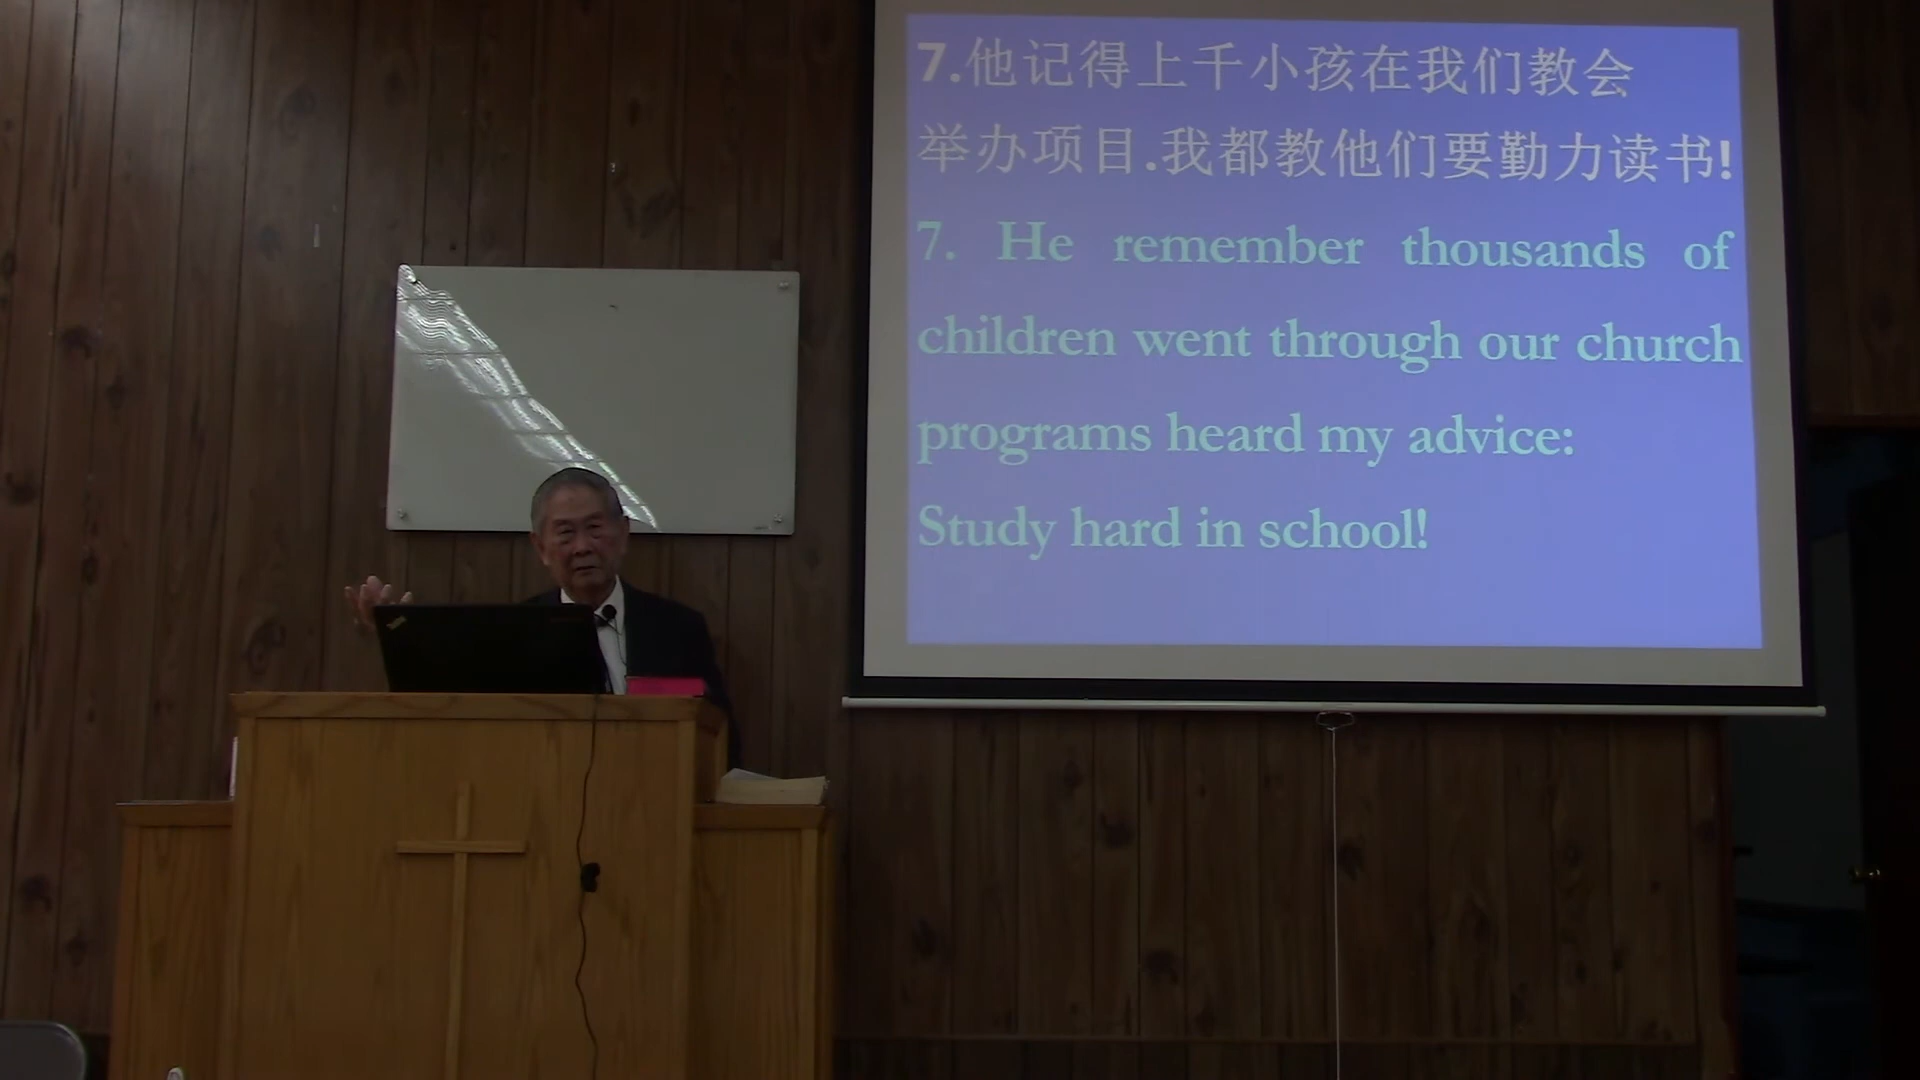 7.他记得上千小孩在我们教会
举办项目.我都教他们要勤力读书!
7. He remember thousands of
children went through our church
programs heard my advice:
Study hard in school!